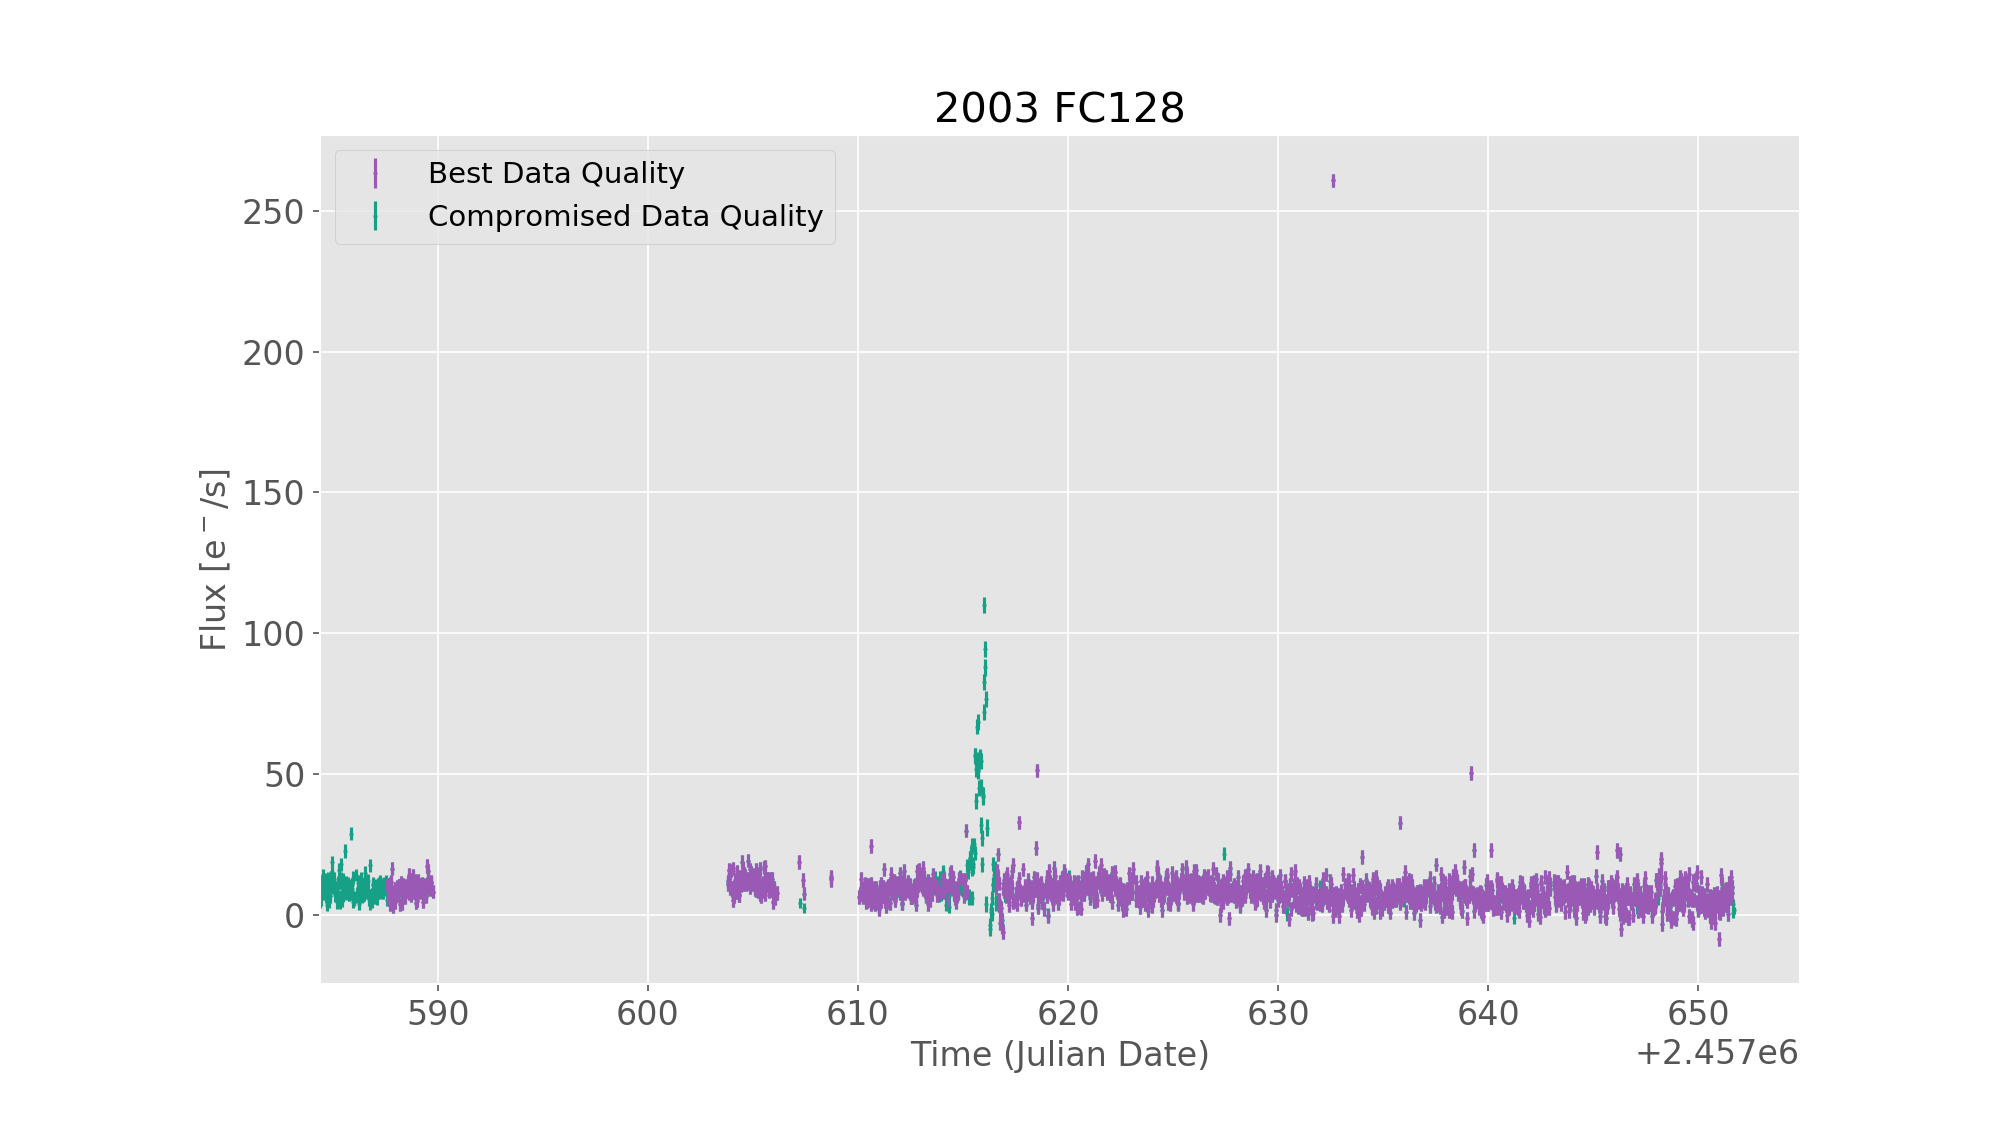 2003 FC128
Best Data Quality
Compromised Data Quality
250
200
150
100
50
0
Flux [e⁻/s]
590 600 610 620 630 640 650
Time (Julian Date)
+2.457e6